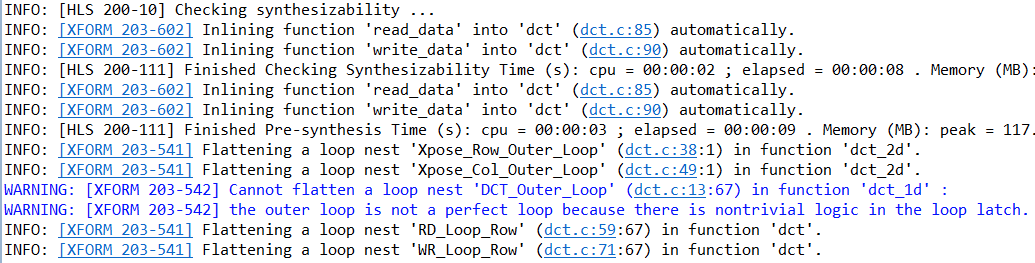 INFO: [HLS 200-10] Checking synthesizability ...
INFO: [XFORM 203-602] Inlining function 'read_data' into 'dct' (dct.c:85) automatically.
INFO: [XFORM 203-602] Inlining function 'write_data' into 'dct' (dct.c:90) automatically.
INFO: [HLS 200-111] Finished Checking Synthesizability Time (s): cpu = 00:00:02 ; elapsed = 00:00:08 . Memory (MB):
INFO: [XFORM 203-602] Inlining function 'read_data' into 'dct' (dct.c:85) automatically.
INFO: [XFORM 203-602] Inlining function 'write_data' into 'dct' (dct.c:90) automatically.
INFO: [HLS 200-111] Finished Pre-synthesis Time (s): cpu = 00:00:03 ; elapsed = 00:00:09 . Memory (MB): peak = 117.
INFO: [XFORM 203-541] Flattening a loop nest 'Xpose_Row_Outer_Loop' (dct.c:38:1) in function 'dct_2d'.
INFO: [XFORM 203-541] Flattening a loop nest 'Xpose_Col_Outer_Loop' (dct.c:49:1) in function 'dct_2d'.
WARNING: [XFORM 203-542] Cannot flatten a loop nest 'DCT_Outer_Loop' (dct.c:13:67) in function 'dct_1d' :
WARNING: [XFORM 203-542] the outer loop is not a perfect loop because there is nontrivial logic in the loop latch.
INFO: [XFORM 203-541] Flattening a loop nest 'RD_Loop_Row' (dct.c:59:67) in function 'dct'.
INFO: [XFORM 203-541] Flattening a loop nest 'WR_Loop_Row' (dct.c:71:67) in function 'dct'.